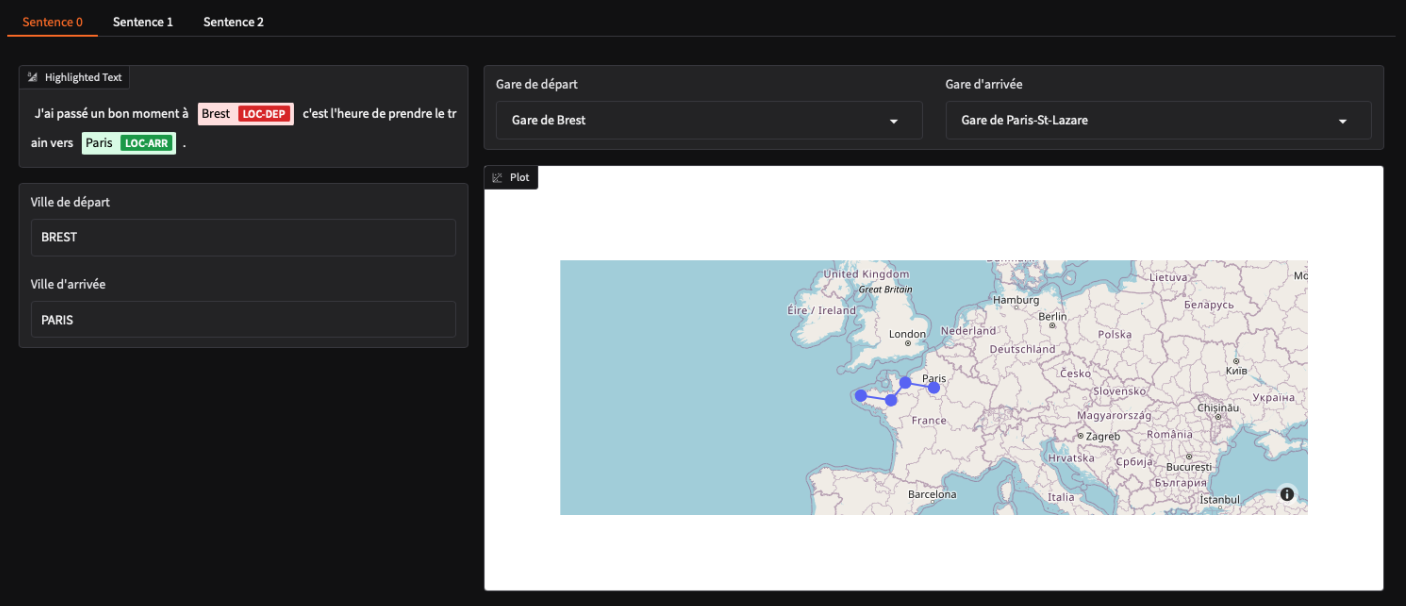 Sentence 0
Sentence 1
Sentence 2
Highlighted Text
J'ai passé un bon moment à Brest LOC-DEP c'est l'heure de prendre le tr
ain vers Paris LOC-ARR .
Ville de départ
BREST
Ville d'arrivée
PARIS
Gare de départ
Gare de Brest
Gare d'arrivée
Gare de Paris-St-Lazare
Plot
United Kingdom
Great Britain
Éire / Ireland
London
Nederland
Hamburg
Berlin
Deutschland
Lietuva
Беларусь
Polska
Paris
Česko
Slovensko
Київ
Україна
France
Magyarország
Chișinău
Zagreb
România
Hrvatska
Србија
București
България
Barcelona
Italia
Istanbul